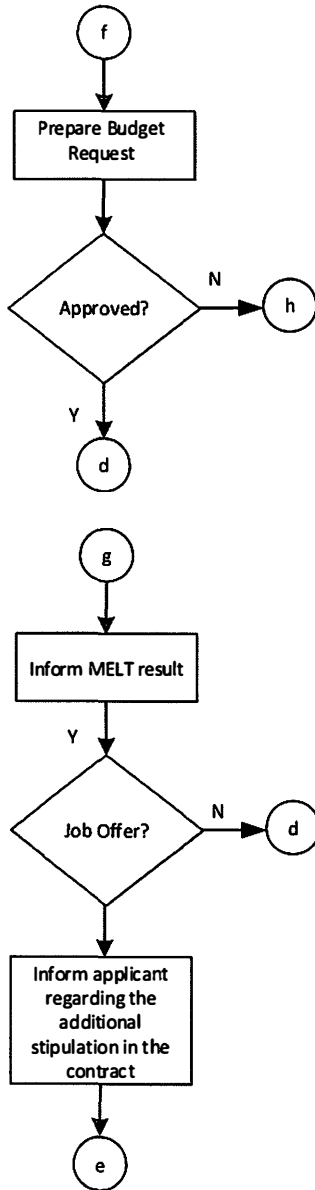 f
Prepare Budget
Request
Approved?
N
h
Y
d
g
Inform MELT result
Y
Job Offer?
N
d
Inform applicant
regarding the
additional
stipulation in the
contract
e